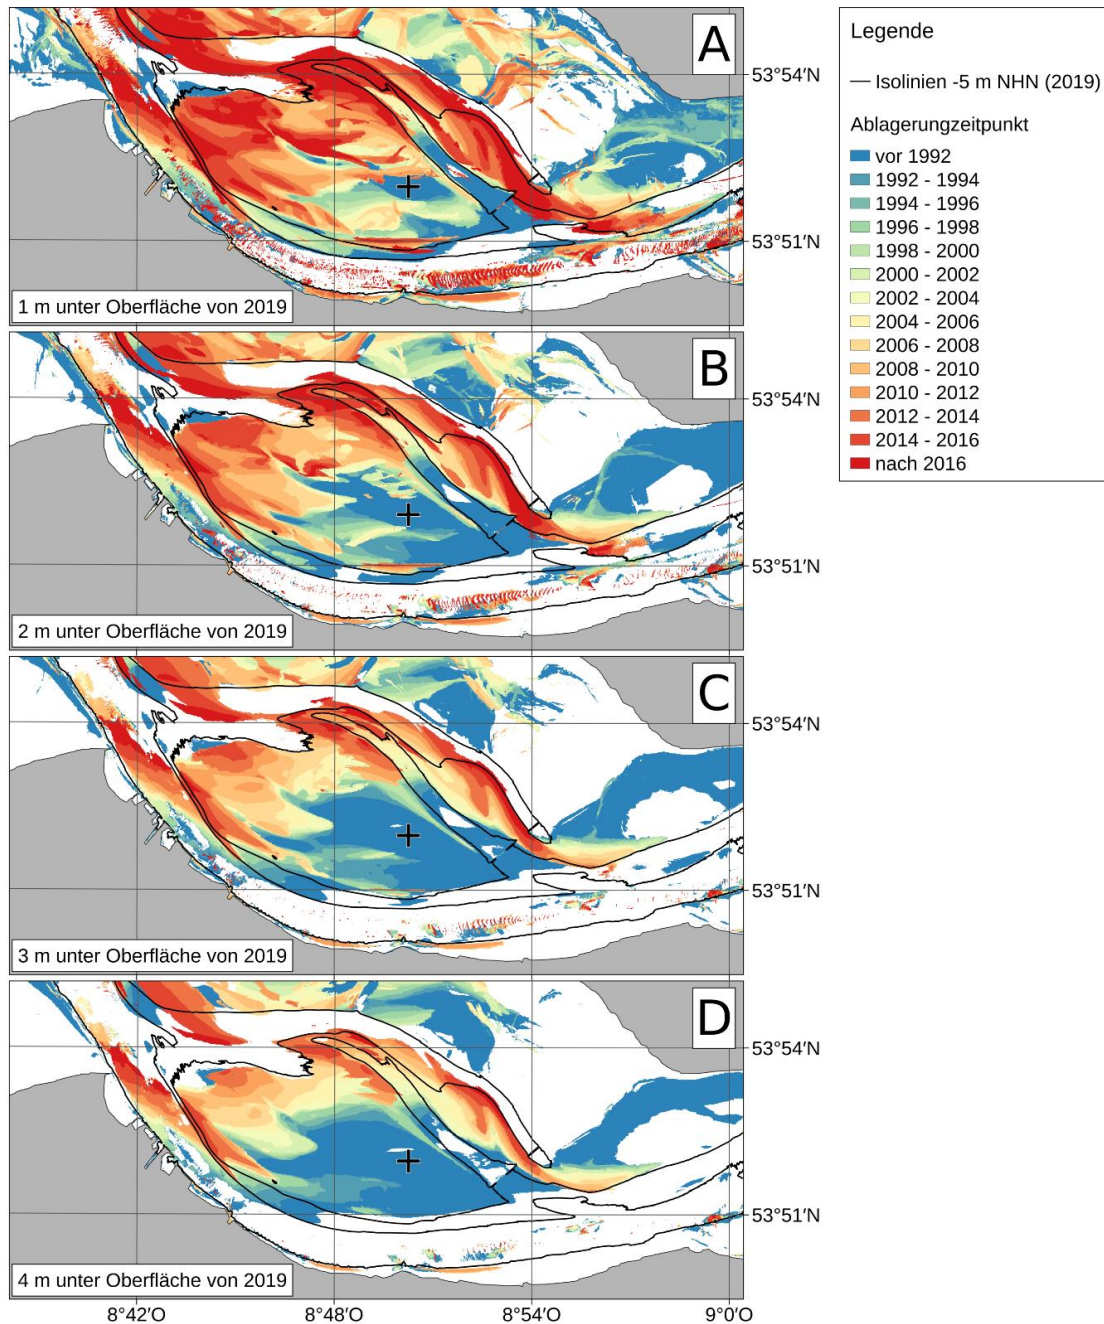 A
53°54′N
53°51′N
1 m unter Oberfläche von 2019
B
53°54′N
53°51′N
2 m unter Oberfläche von 2019
C
53°54′N
53°51′N
3 m unter Oberfläche von 2019
D
53°54′N
53°51′N
4 m unter Oberfläche von 2019
8°42′O 8°48′O 8°54′O 9°0′O
Legende
Isolinien -5 m NHN (2019)
Ablagerungzeitpunkt
vor 1992
1992 - 1994
1994 - 1996
1996 - 1998
1998 - 2000
2000 - 2002
2002 - 2004
2004 - 2006
2006 - 2008
2008 - 2010
2010 - 2012
2012 - 2014
2014 - 2016
nach 2016